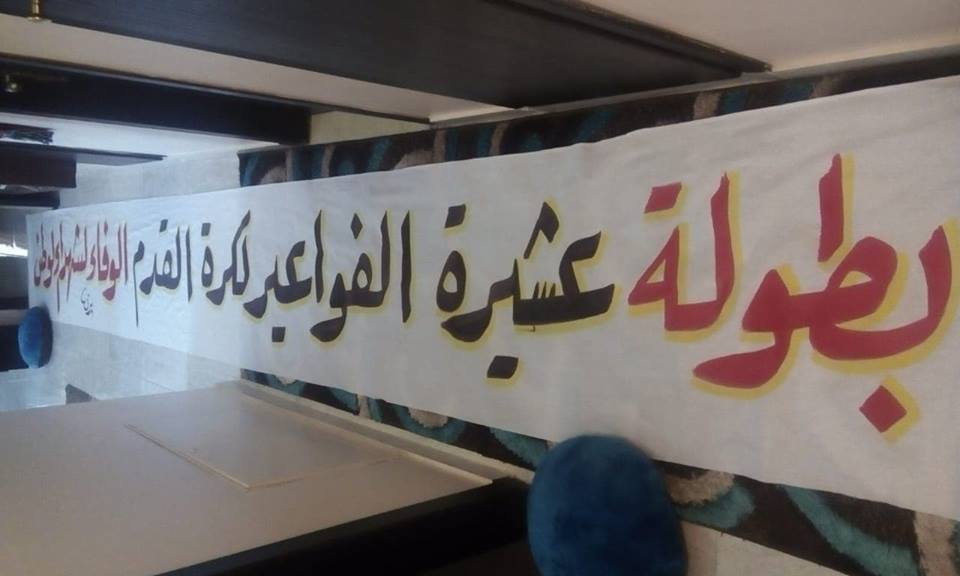 بطولة عشيرة الفواعير لكرة القدم الوفاء لشهداء الوطن